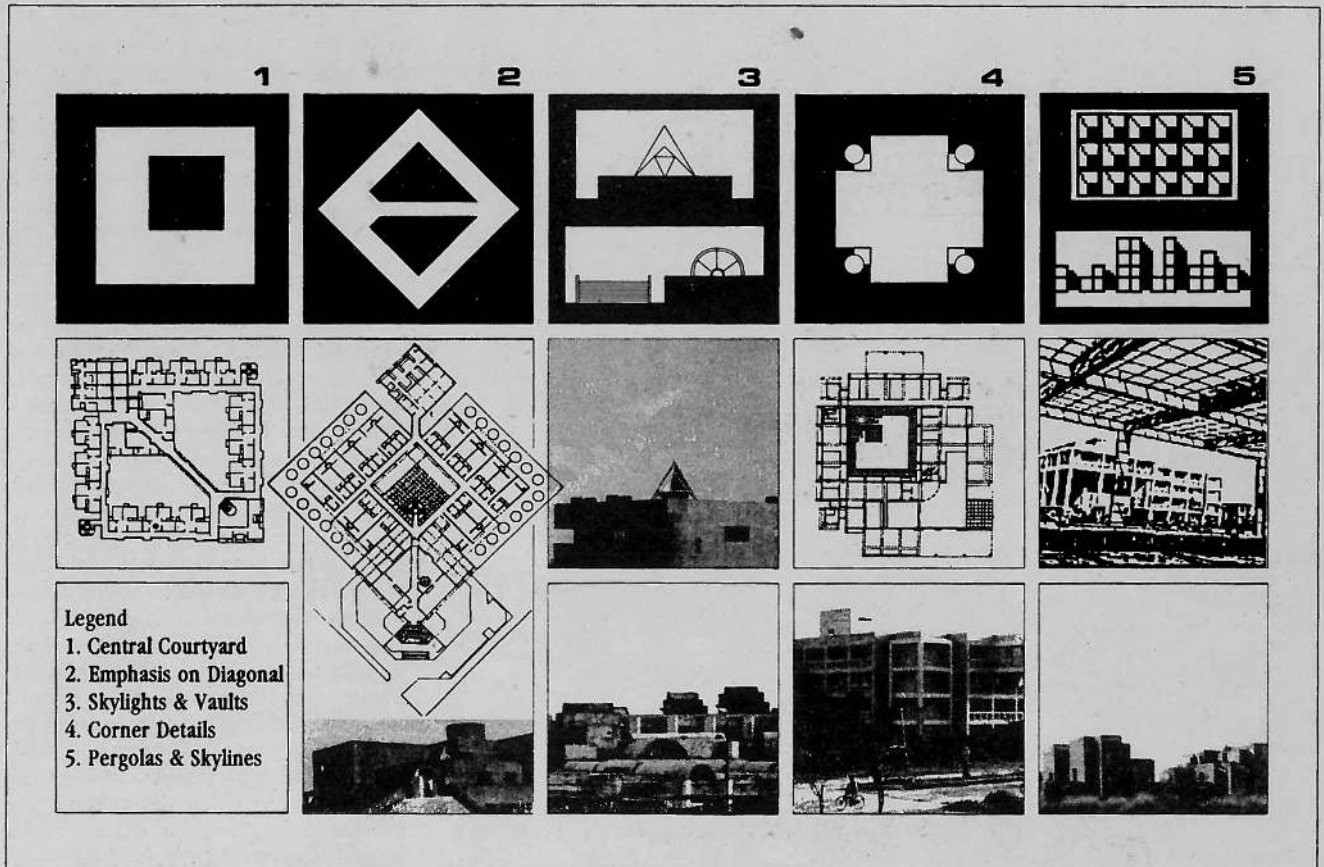 1
2
3
4
5
Legend
1. Central Courtyard
2. Emphasis on Diagonal
3. Skylights & Vaults
4. Corner Details
5. Pergolas & Skylines